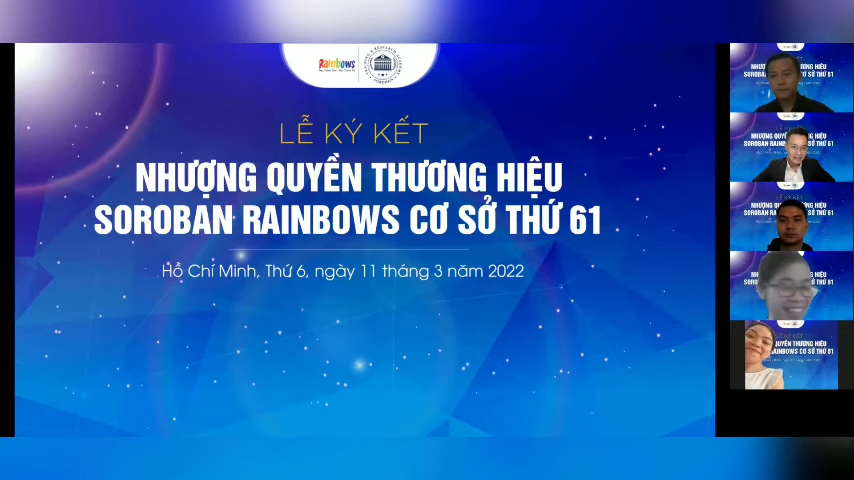 Rainbows
LỄ KÝ KẾT
NHƯỢNG QUYỀN THƯƠNG HIỆU
SOROBAN RAINBOWS CƠ SỞ THỨ 61
Hồ Chí Minh, Thứ 6, ngày 11 tháng 3 năm 2022